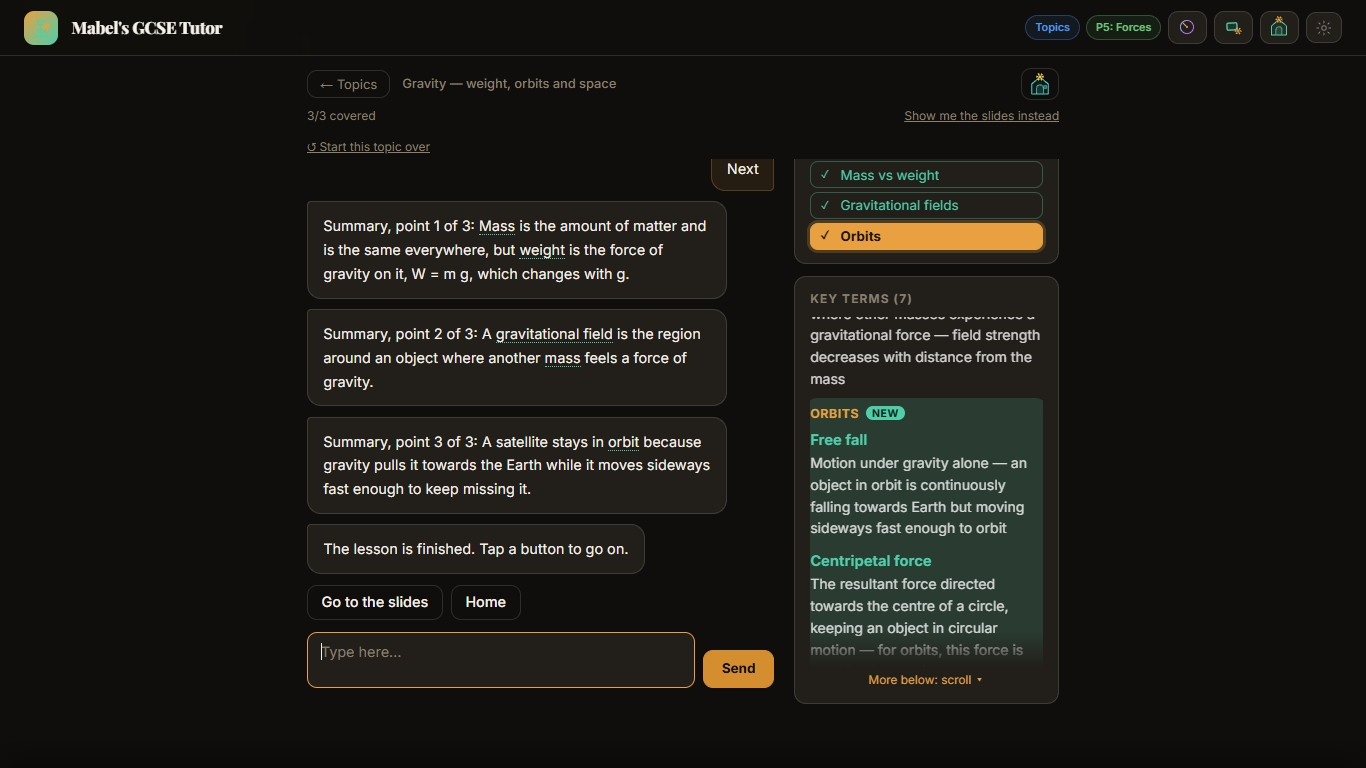 Mabel's GCSE Tutor
Topics
P5: Forces
← Topics
Gravity — weight, orbits and space
3/3 covered
Show me the slides instead
↺ Start this topic over
Next
Summary, point 1 of 3: Mass is the amount of matter and
is the same everywhere, but weight is the force of
gravity on it, W = m g, which changes with g.
Summary, point 2 of 3: A gravitational field is the region
around an object where another mass feels a force of
gravity.
Summary, point 3 of 3: A satellite stays in orbit because
gravity pulls it towards the Earth while it moves sideways
fast enough to keep missing it.
The lesson is finished. Tap a button to go on.
Go to the slides
Home
Type here...
Send
✓ Mass vs weight
✓ Gravitational fields
✓ Orbits
KEY TERMS (7)
where other masses experience a
gravitational force — field strength
decreases with distance from the
mass
ORBITS NEW
Free fall
Motion under gravity alone — an
object in orbit is continuously
falling towards Earth but moving
sideways fast enough to orbit
Centripetal force
The resultant force directed
towards the centre of a circle,
keeping an object in circular
motion — for orbits, this force is
More below: scroll ▾